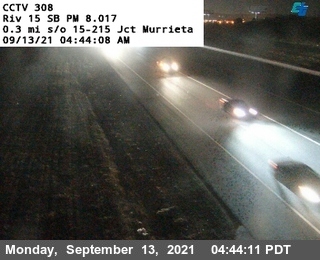 CCTV 308
Riv 15 SB PM 8.017
0.3 mi s/o 15-215 Jct Murrieta
09/13/21 04:44:08 AM
Monday, September 13, 2021 04:44:11 PDT